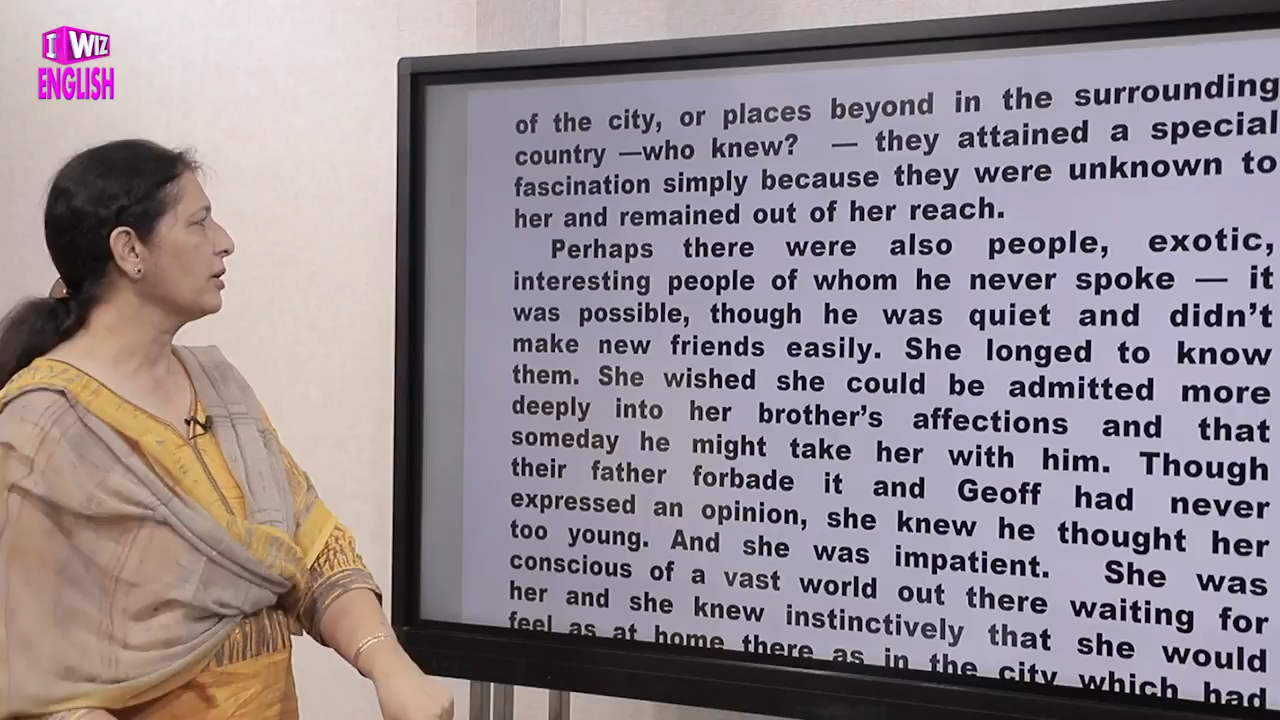 I WIZ
ENGLISH
of the city, or places beyond in the surrounding
country —who knew? — they attained a special
fascination simply because they were unknown to
her and remained out of her reach.
Perhaps there were also people, exotic,
interesting people of whom he never spoke — it
was possible, though he was quiet and didn't
make new friends easily. She longed to know
them. She wished she could be admitted more
deeply into her brother's affections and that
someday he might take her with him. Though
their father forbade it and Geoff had never
expressed an opinion, she knew he thought her
too young. And she was impatient. She was
conscious of a vast world out there waiting for
her and she knew instinctively that she would
feel as at home there as in the city which had